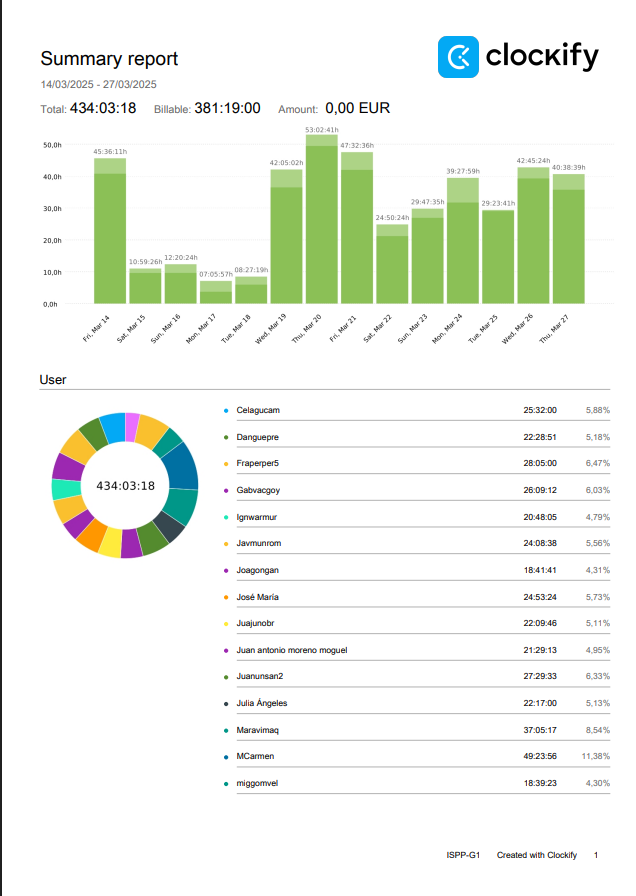 Summary report
clockify
14/03/2025 - 27/03/2025
Total: 434:03:18 Billable: 381:19:00 Amount: 0,00 EUR
53:02:41h
50,0h
45:36:11h
47:32:36h
42:05:02h
42:45:24h
40:38:39h
40,0h
39:27:59h
30,0h
29:47:35h
29:23:41h
24:50:24h
20,0h
10:59:26h
12:20:24h
10,0h
07:05:57h
08:27:19h
0,0h
Fri, Mar 14
Sat, Mar 15
Sun, Mar 16
Mon, Mar 17
Tue, Mar 18
Wed, Mar 19
Thu, Mar 20
Fri, Mar 21
Sat, Mar 22
Sun, Mar 23
Mon, Mar 24
Tue, Mar 25
Wed, Mar 26
Thu, Mar 27
User
434:03:18
Celagucam 25:32:00 5,88%
Danguepre 22:28:51 5,18%
Fraperper5 28:05:00 6,47%
Gabvacgoy 26:09:12 6,03%
Ignwarmur 20:48:05 4,79%
Javmunrom 24:08:38 5,56%
Joagongan 18:41:41 4,31%
José María 24:53:24 5,73%
Juajunobr 22:09:46 5,11%
Juan antonio moreno moguel 21:29:13 4,95%
Juanunsan2 27:29:33 6,33%
Julia Ángeles 22:17:00 5,13%
Maravimaq 37:05:17 8,54%
MCarmen 49:23:56 11,38%
miggomvel 18:39:23 4,30%
ISPP-G1 Created with Clockify 1